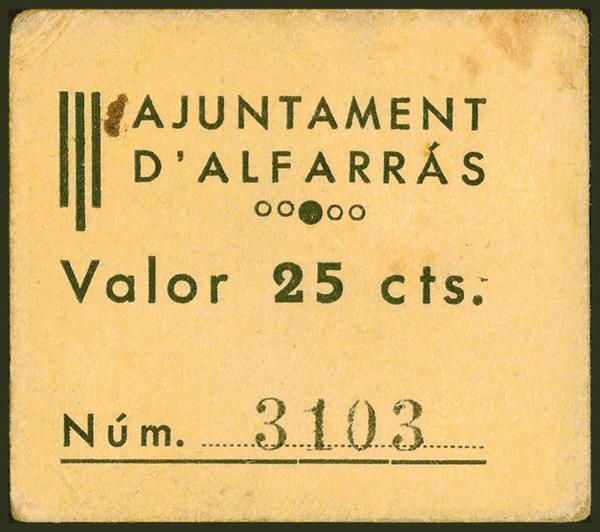 AJUNTAMENT
D'ALFARRÁS
Valor 25 cts.
Núm. 3103